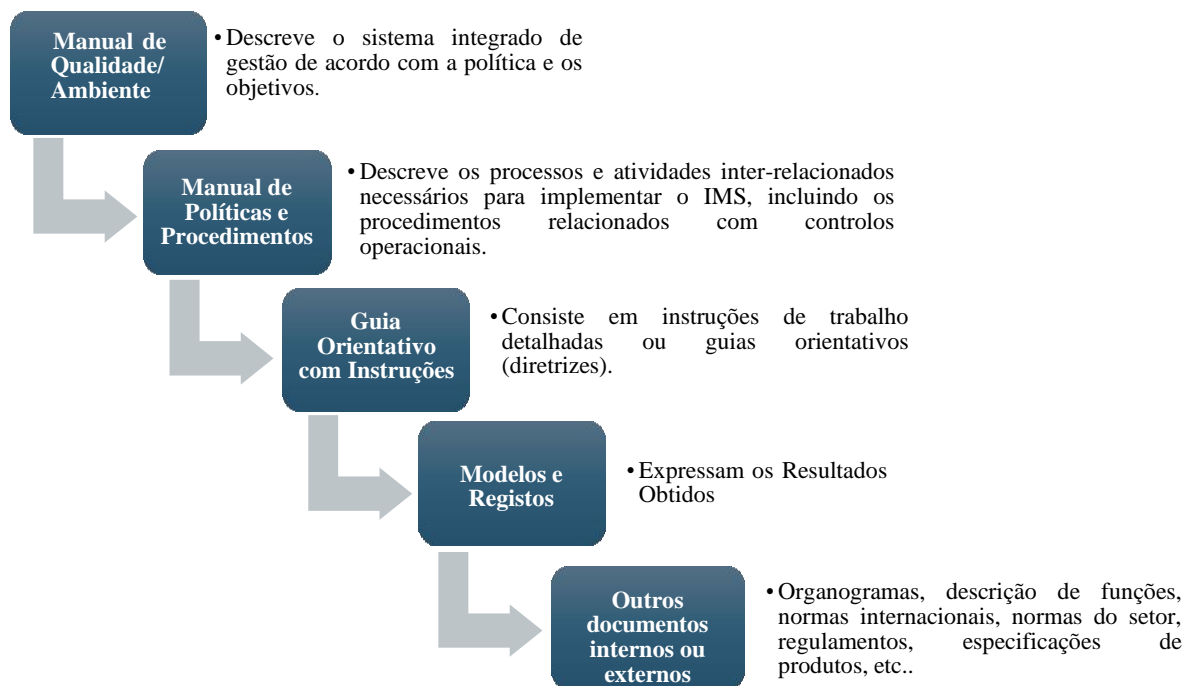 Manual de
Qualidade/
Ambiente
• Descreve o sistema integrado de
gestão de acordo com a política e os
objetivos.
Manual de
Políticas e
Procedimentos
• Descreve os processos e atividades inter-relacionados
necessários para implementar o IMS, incluindo os
procedimentos relacionados com controlos
operacionais.
Guia
Orientativo
com Instruções
• Consiste em instruções de trabalho
detalhadas ou guias orientativos
(diretrizes).
Modelos e
Registos
• Expressam os Resultados
Obtidos
Outros
documentos
internos ou
externos
• Organogramas, descrição de funções,
normas internacionais, normas do setor,
regulamentos, especificações de
produtos, etc..